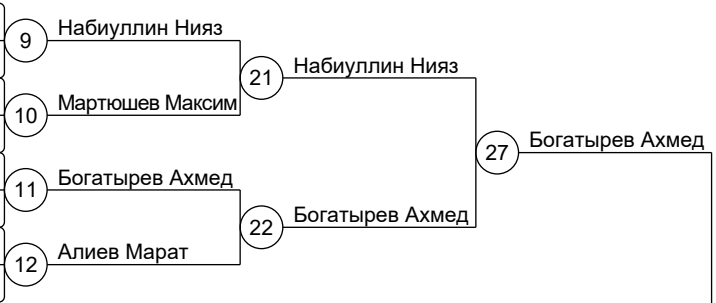 9 Набиуллин Нияз
21 Набиуллин Нияз
10 Мартюшев Максим
27 Богатырев Ахмед
11 Богатырев Ахмед
22 Богатырев Ахмед
12 Алиев Марат